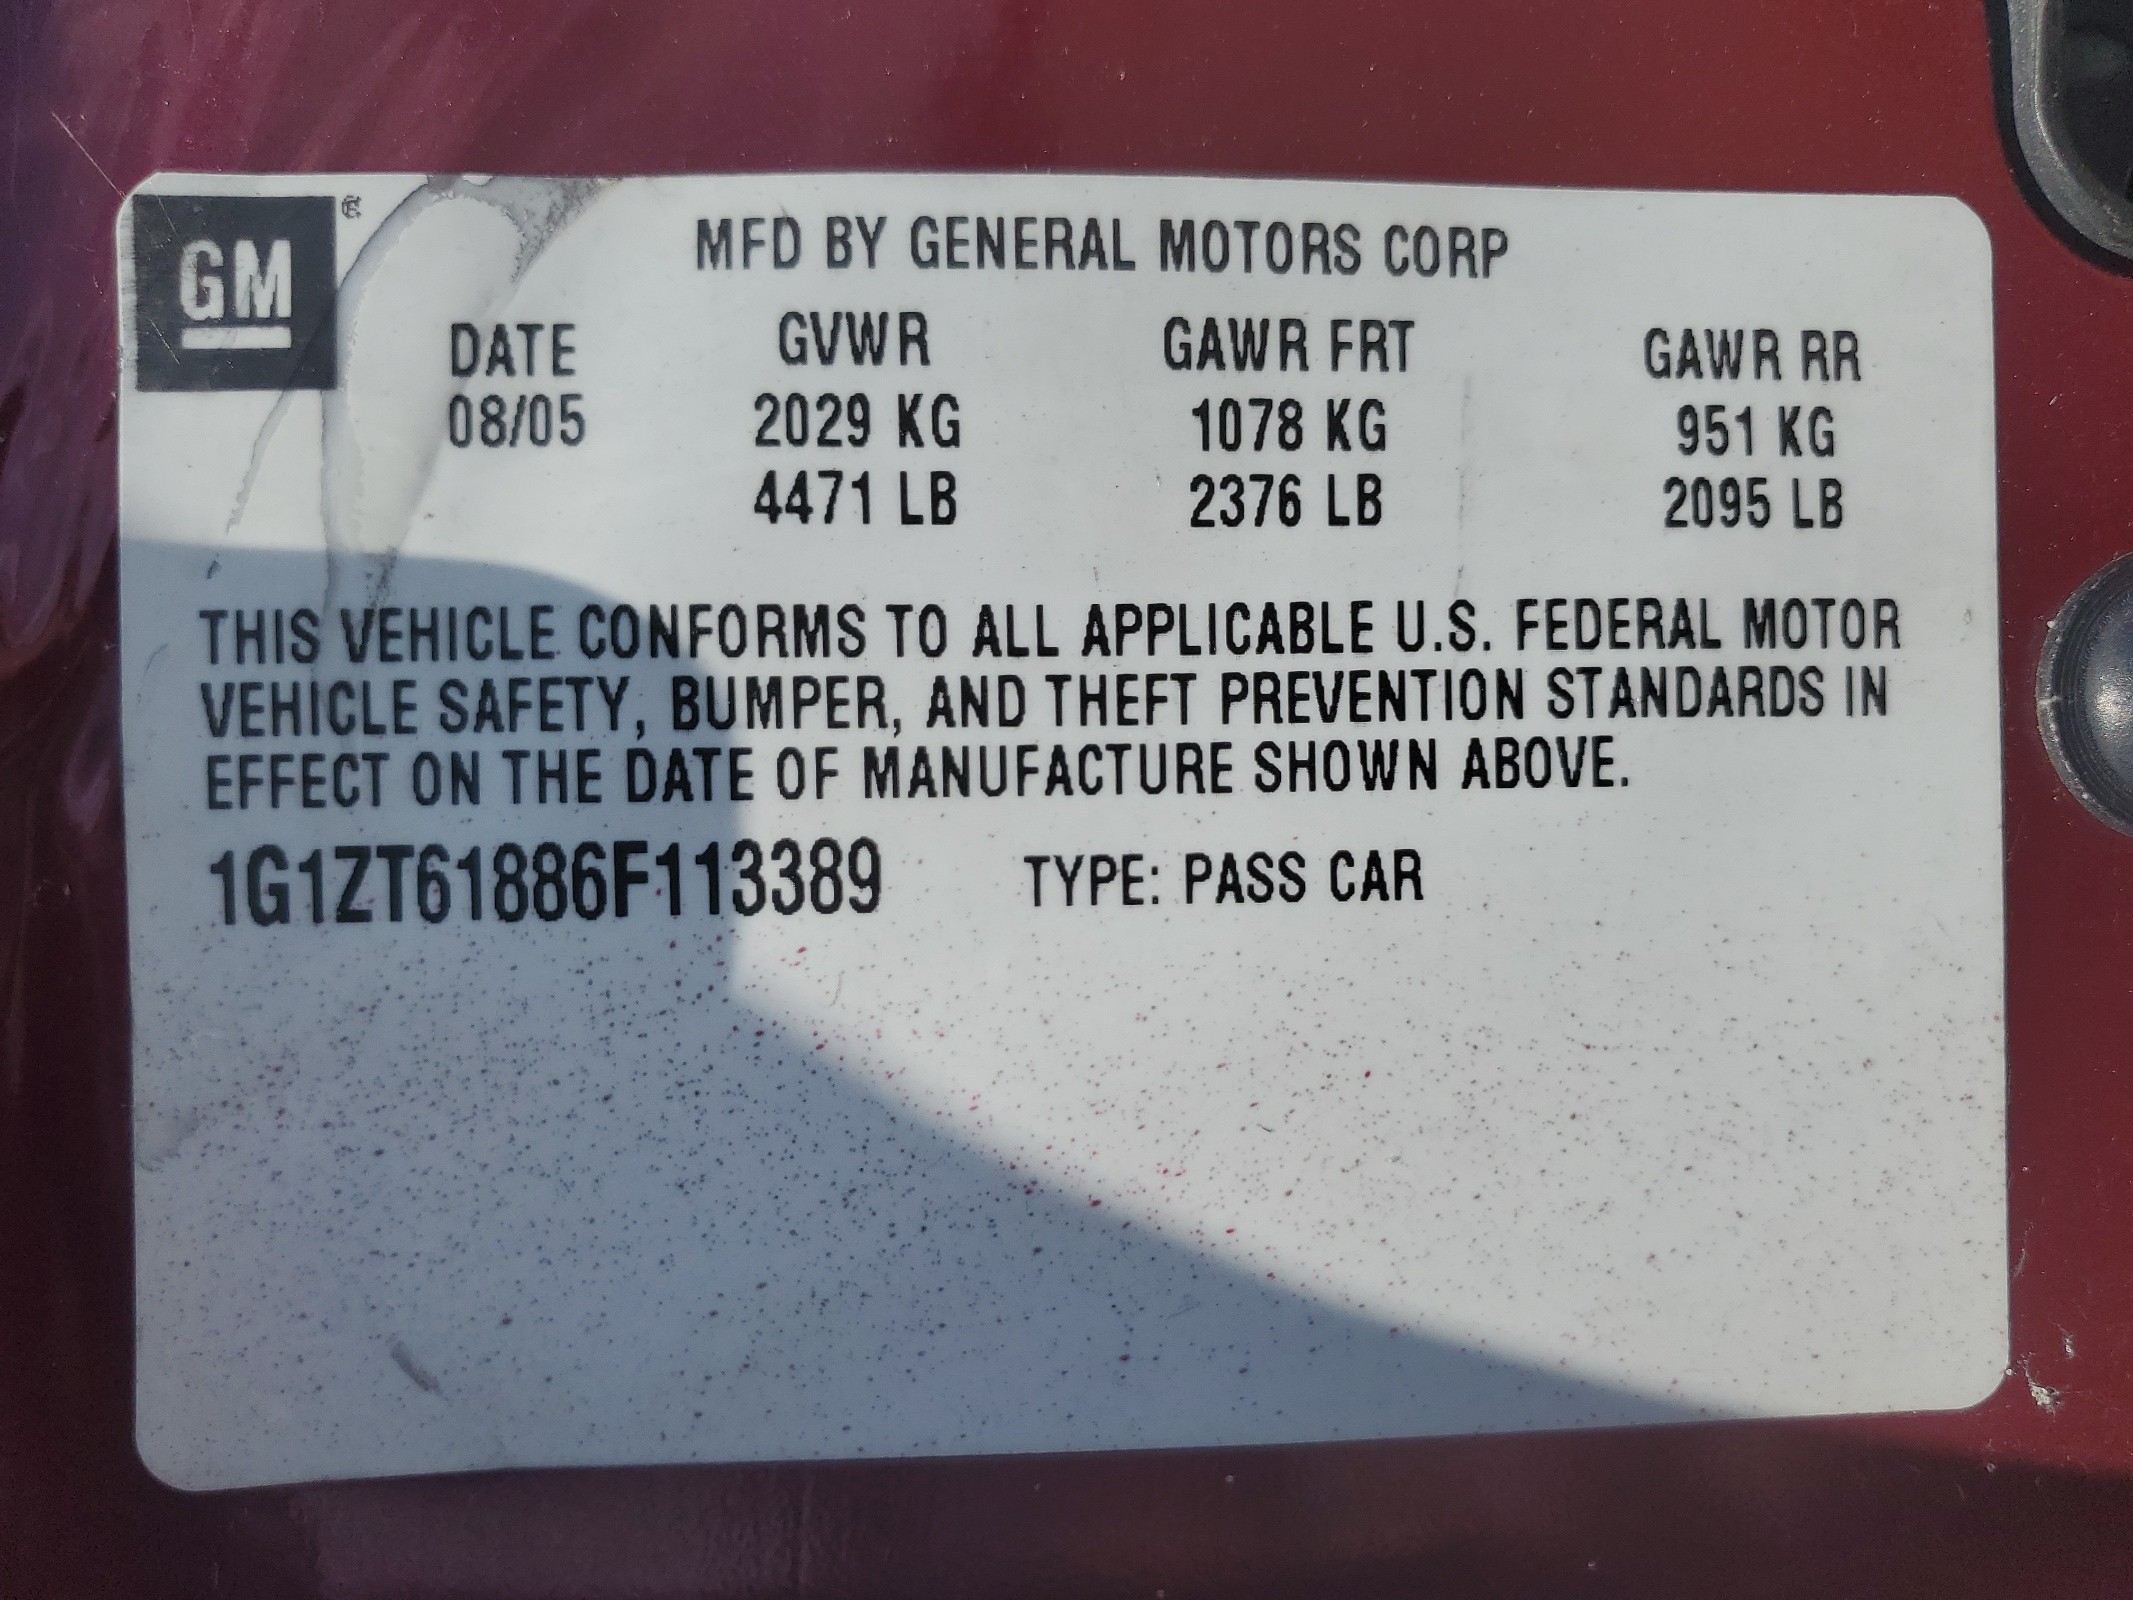 GM
MFD BY GENERAL MOTORS CORP
DATE GVWR GAWR FRT GAWR RR
08/05 2029 KG 1078 KG 951 KG
4471 LB 2376 LB 2095 LB
THIS VEHICLE CONFORMS TO ALL APPLICABLE U.S. FEDERAL MOTOR
VEHICLE SAFETY, BUMPER, AND THEFT PREVENTION STANDARDS IN
EFFECT ON THE DATE OF MANUFACTURE SHOWN ABOVE.
1G1ZT61886F113389 TYPE: PASS CAR